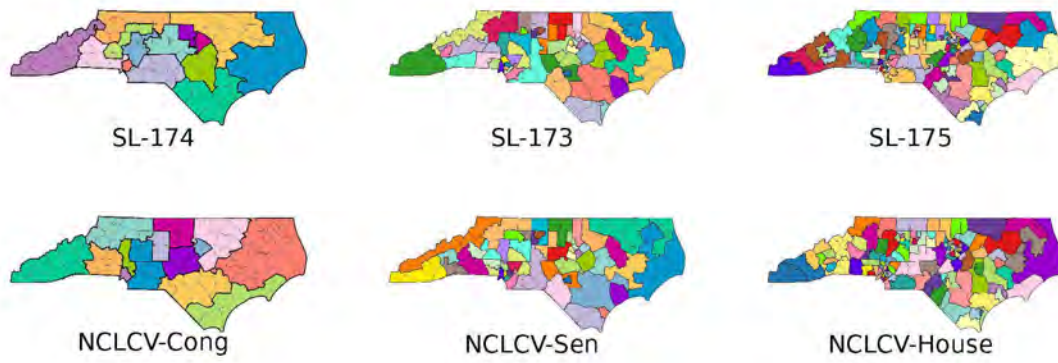 SL-174
SL-173
SL-175
NCLCV-Cong
NCLCV-Sen
NCLCV-House